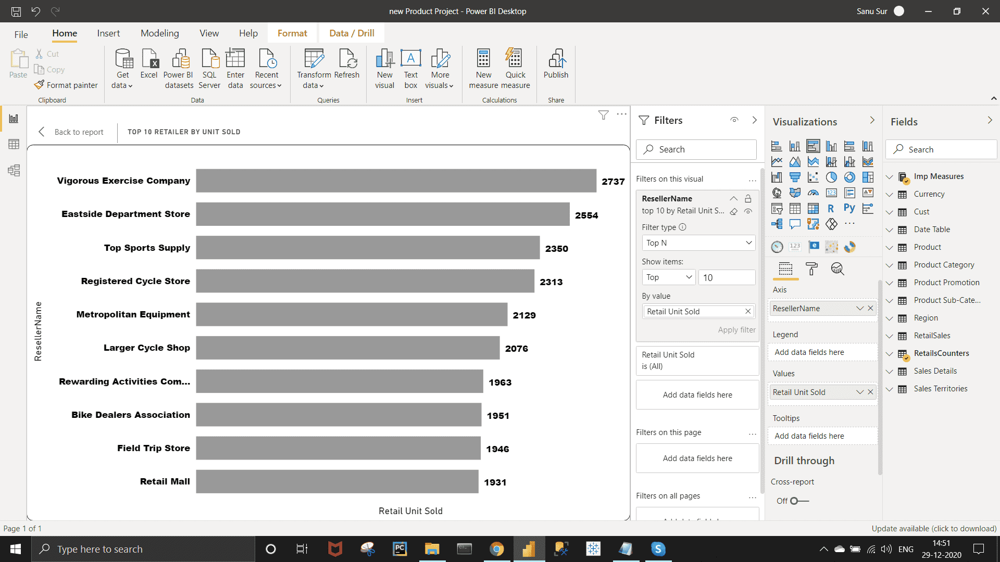 new Product Project - Power BI Desktop
Sanu Sur
File
Home
Insert
Modeling
View
Help
Format
Data / Drill
Paste
Cut
Copy
Format painter
Clipboard
Get data
Excel
Power BI datasets
SQL Server
Enter data
Recent sources
Data
Transform data
Refresh
Queries
New visual
Text box
More visuals
Insert
New measure
Quick measure
Calculations
Publish
Share
Back to report
TOP 10 RETAILER BY UNIT SOLD
ResellerName
Vigorous Exercise Company 2737
Eastside Department Store 2554
Top Sports Supply 2350
Registered Cycle Store 2313
Metropolitan Equipment 2129
Larger Cycle Shop 2076
Rewarding Activities Com... 1963
Bike Dealers Association 1951
Field Trip Store 1946
Retail Mall 1931
Retail Unit Sold
Filters
Search
Filters on this visual
...
ResellerName
top 10 by Retail Unit S...
Filter type
Top N
Show items:
Top
10
By value
Retail Unit Sold
Apply filter
Retail Unit Sold
is (All)
Add data fields here
Filters on this page
...
Add data fields here
Filters on all pages
...
Visualizations
123
R
Py
...
123
Axis
ResellerName
Legend
Add data fields here
Values
Retail Unit Sold
Tooltips
Add data fields here
Drill through
Cross-report
Off
Fields
Search
Imp Measures
Currency
Cust
Date Table
Product
Product Category
Product Promotion
Product Sub-Cate...
Region
RetailSales
RetailsCounters
Sales Details
Sales Territories
Page 1 of 1
Update available (click to download)
Type here to search
PC
S
ENG
14:51
29-12-2020